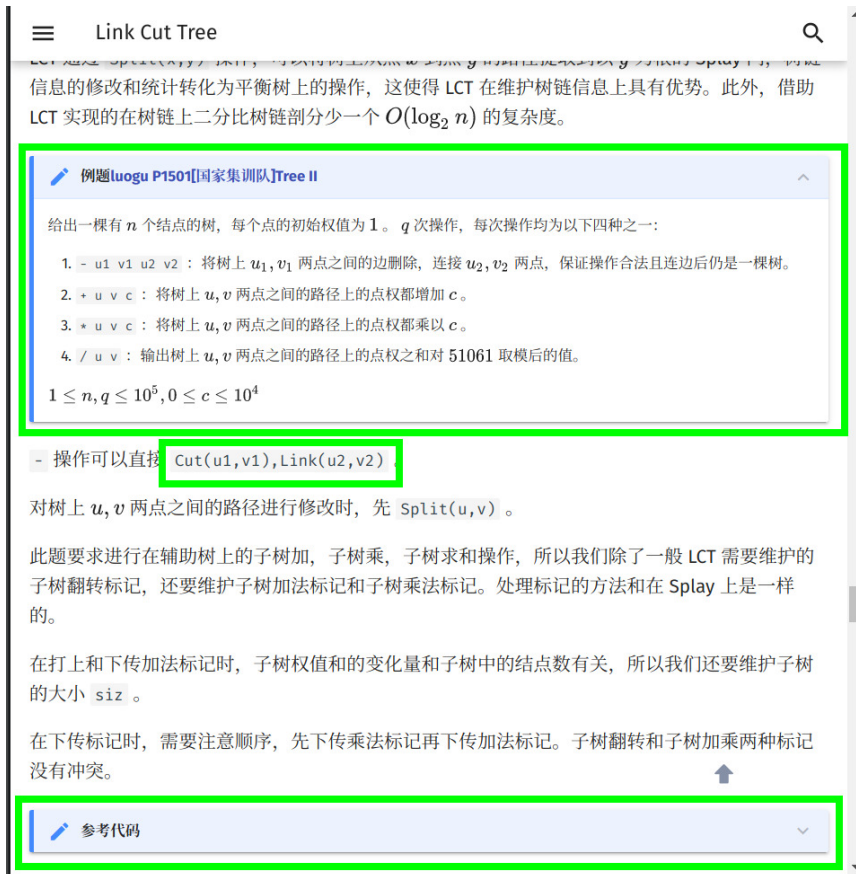 Link Cut Tree
信息的修改和统计转化为平衡树上的操作，这使得 LCT 在维护树链信息上具有优势。此外，借助
LCT 实现的在树链上二分比树链剖分少一个 O(log₂ n) 的复杂度。
例题luogu P1501[国家集训队]Tree II
给出一棵有 n 个结点的树，每个点的初始权值为 1 。 q 次操作，每次操作均为以下四种之一：
1. - u1 v1 u2 v2 ： 将树上 u₁, v₁ 两点之间的边删除，连接 u₂, v₂ 两点，保证操作合法且连边后仍是一棵树。
2. + u v c ： 将树上 u, v 两点之间的路径上的点权都增加 c 。
3. * u v c ： 将树上 u, v 两点之间的路径上的点权都乘以 c 。
4. / u v ： 输出树上 u, v 两点之间的路径上的点权之和对 51061 取模后的值。
1 ≤ n, q ≤ 10⁵, 0 ≤ c ≤ 10⁴
- 操作可以直接 Cut(u1,v1),Link(u2,v2) .
对树上 u, v 两点之间的路径进行修改时，先 Split(u,v) 。
此题要求进行在辅助树上的子树加，子树乘，子树求和操作，所以我们除了一般 LCT 需要维护的
子树翻转标记，还要维护子树加法标记和子树乘法标记。处理标记的方法和在 Splay 上是一样
的。
在打上和下传加法标记时，子树权值和的变化量和子树中的结点数有关，所以我们还要维护子树
的大小 siz 。
在下传标记时，需要注意顺序，先下传乘法标记再下传加法标记。子树翻转和子树加乘两种标记
没有冲突。
参考代码